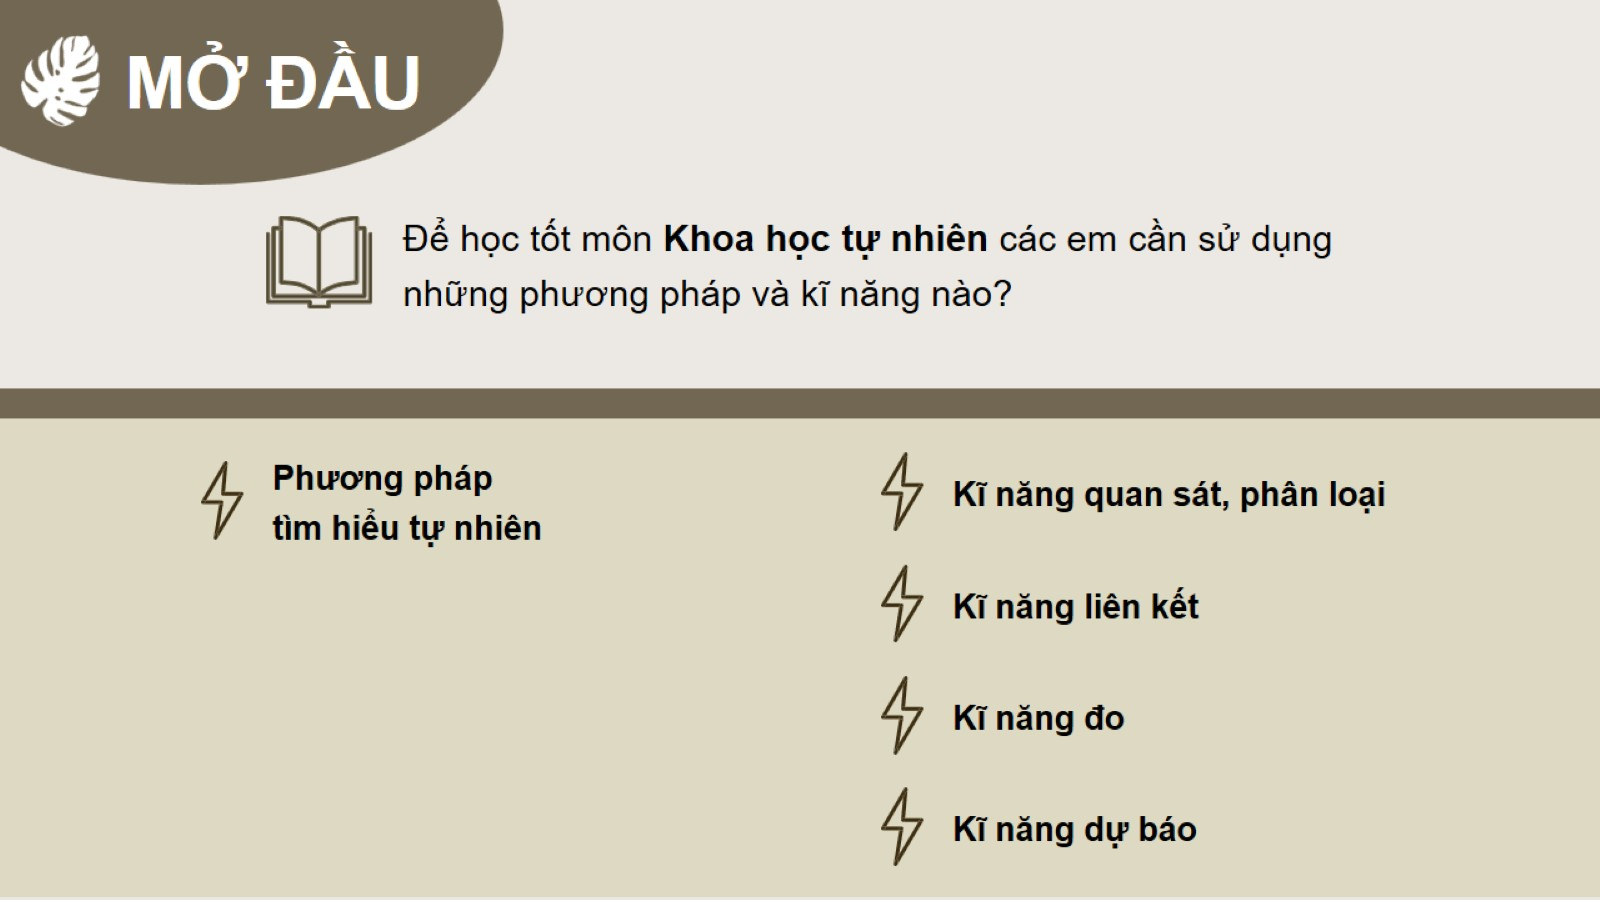 MỞ ĐẦU
Để học tốt môn Khoa học tự nhiên các em cần sử dụng
những phương pháp và kĩ năng nào?
Phương pháp
tìm hiểu tự nhiên
Kĩ năng quan sát, phân loại
Kĩ năng liên kết
Kĩ năng đo
Kĩ năng dự báo